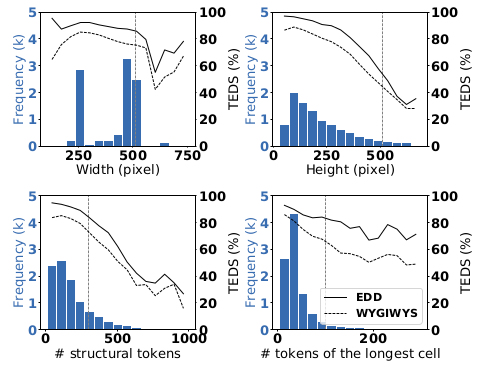 5 100
4 80
3 60
2 40
1 20
0 0
Frequency (k)
TEDS (%)
250 500 750
Width (pixel)
5 100
4 80
3 60
2 40
1 20
0 0
Frequency (k)
TEDS (%)
0 250 500
Height (pixel)
5 100
4 80
3 60
2 40
1 20
0 0
Frequency (k)
TEDS (%)
0 500 1000
# structural tokens
5 100
4 80
3 60
2 40
1 20
0 0
Frequency (k)
TEDS (%)
EDD
WYGIWYS
0 200
# tokens of the longest cell